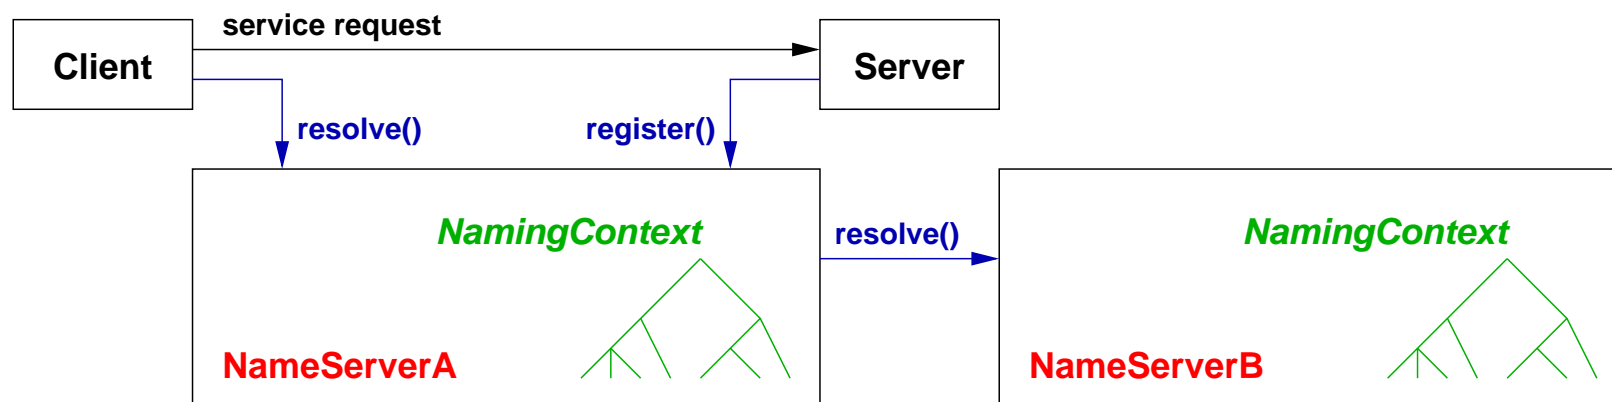 service request
Client
Server
resolve()
register()
NamingContext
resolve()
NamingContext
NameServerA
NameServerB